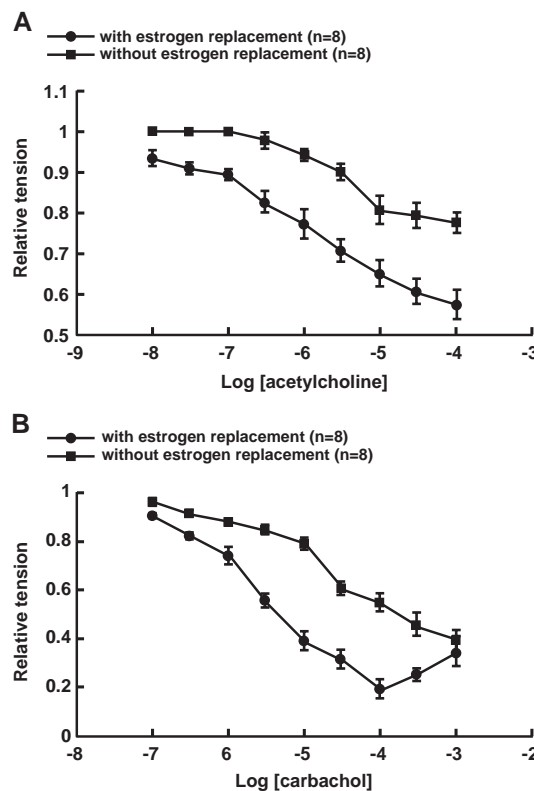 A
with estrogen replacement (n=8)
without estrogen replacement (n=8)
1.1
1
0.9
0.8
0.7
0.6
0.5
Relative tension
-9 -8 -7 -6 -5 -4 -3
Log [acetylcholine]
B
with estrogen replacement (n=8)
without estrogen replacement (n=8)
1
0.8
0.6
0.4
0.2
0
Relative tension
-8 -7 6 -5 -4 -3 -2
Log [carbachol]